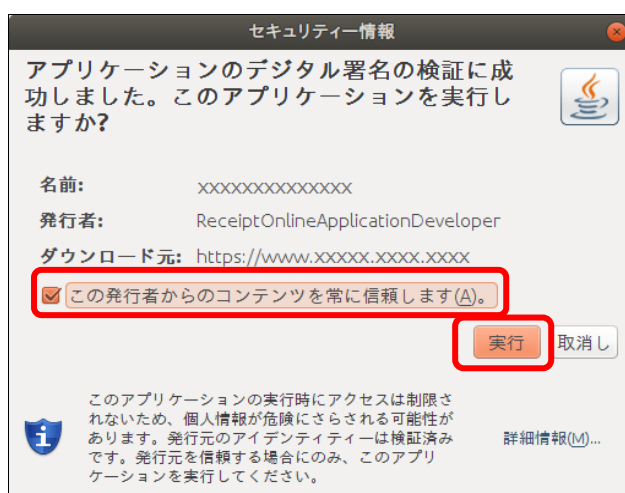 セキュリティー情報
アプリケーションのデジタル署名の検証に成
功しました。このアプリケーションを実行し
ますか?
名前: xxxxxxxxxxxxxx
発行者: ReceiptOnlineApplicationDeveloper
ダウンロード元: https://www.xxxxx.xxxx.xxxx
この発行者からのコンテンツを常に信頼します(A)。
実行 取消し
このアプリケーションの実行時にアクセスは制限さ
れないため、個人情報が危険にさらされる可能性が
あります。発行元のアイデンティティーは検証済み
です。発行元を信頼する場合にのみ、このアプリ
ケーションを実行してください。
詳細情報(M)...